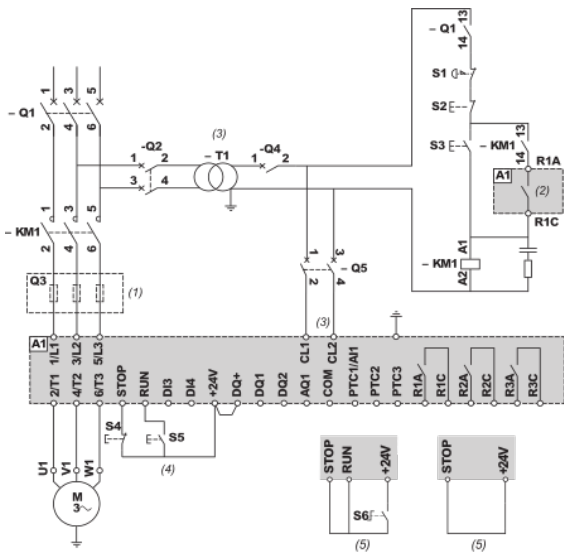 13
– Q1
14
S1
S2
S3
– KM1
13
14
R1A
A1
(2)
R1C
A1
– KM1
A2
1
3
5
– Q1
2
4
6
-Q2
1
2
3
4
(3)
– T1
-Q4
1
2
1
3
5
– KM1
2
4
6
Q3
(1)
1
3
– Q5
2
4
(3)
A1
1/L1
3/L2
5/L3
CL1
CL2
2/T1
4/T2
6/T3
STOP
RUN
DI3
DI4
+24V
DQ+
DQ1
DQ2
AQ1
COM
PTC1/AI1
PTC2
PTC3
R1A
R1C
R2A
R2C
R3A
R3C
S4
S5
(4)
U1
V1
W1
M
3
STOP
RUN
+24V
S6
(5)
STOP
+24V
(5)